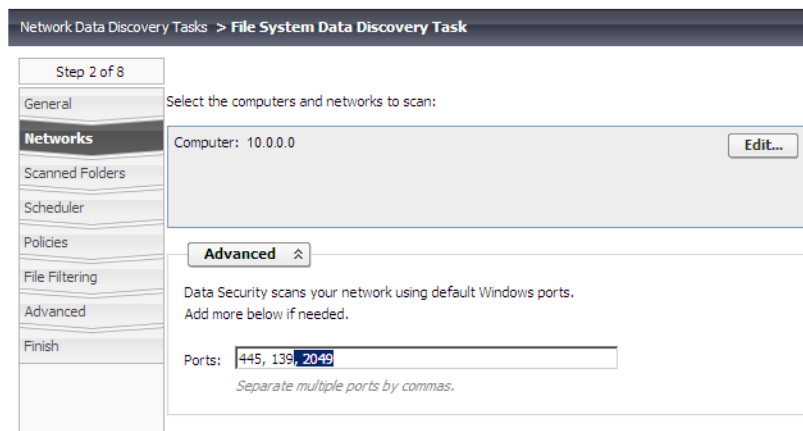 Network Data Discovery Tasks > File System Data Discovery Task
Step 2 of 8
General
Networks
Scanned Folders
Scheduler
Policies
File Filtering
Advanced
Finish
Select the computers and networks to scan:
Computer: 10.0.0.0
Edit...
Advanced
Data Security scans your network using default Windows ports.
Add more below if needed.
Ports: 445, 139, 2049
Separate multiple ports by commas.